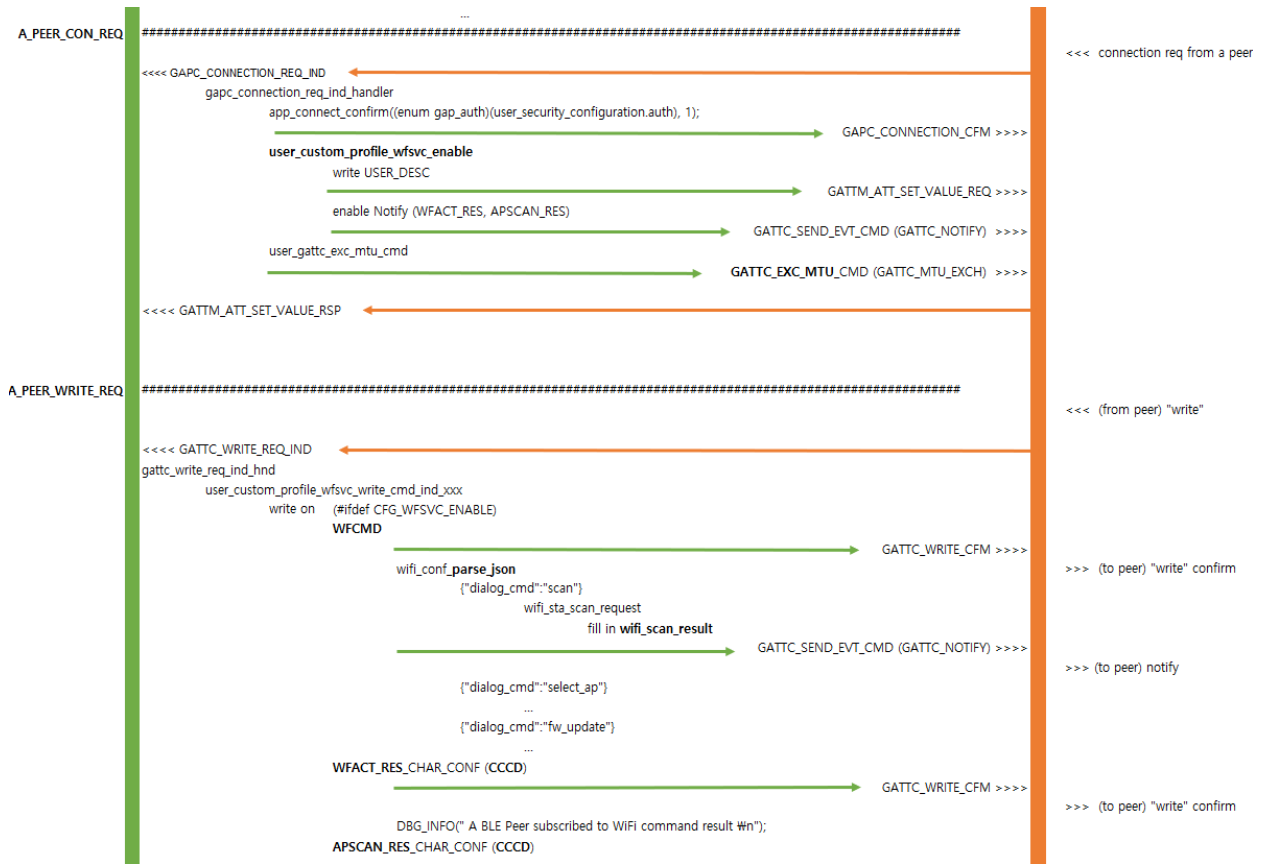 ...
A_PEER_CON_REQ ################################################################################################################
<<< connection req from a peer
<<<< GAPC_CONNECTION_REQ_IND
gapc_connection_req_ind_handler
app_connect_confirm((enum gap_auth)(user_security_configuration.auth), 1);
GAPC_CONNECTION_CFM >>>>
user_custom_profile_wfsvc_enable
write USER_DESC
GATTM_ATT_SET_VALUE_REQ >>>>
enable Notify (WFACT_RES, APSCAN_RES)
GATTC_SEND_EVT_CMD (GATTC_NOTIFY) >>>>
user_gattc_exc_mtu_cmd
GATTC_EXC_MTU_CMD (GATTC_MTU_EXCH) >>>>
<<<< GATTM_ATT_SET_VALUE_RSP
A_PEER_WRITE_REQ ################################################################################################################
<<< (from peer) "write"
<<<< GATTC_WRITE_REQ_IND
gattc_write_req_ind_hnd
user_custom_profile_wfsvc_write_cmd_ind_xxx
write on (#ifdef CFG_WFSVC_ENABLE)
WFCMD
GATTC_WRITE_CFM >>>>
wifi_conf_parse_json
>>> (to peer) "write" confirm
{"dialog_cmd":"scan"}
wifi_sta_scan_request
fill in wifi_scan_result
GATTC_SEND_EVT_CMD (GATTC_NOTIFY) >>>>
>>> (to peer) notify
{"dialog_cmd":"select_ap"}
...
{"dialog_cmd":"fw_update"}
...
WFACT_RES_CHAR_CONF (CCCD)
GATTC_WRITE_CFM >>>>
>>> (to peer) "write" confirm
DBG_INFO(" A BLE Peer subscribed to WiFi command result ₩n");
APSCAN_RES_CHAR_CONF (CCCD)